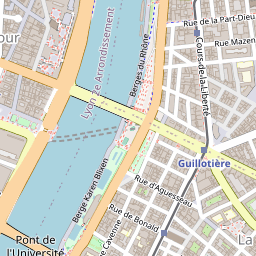 Rue de la Part-Dieu
Rue Mazen
our
Lyon 3e Arrondissement
Berges du Rhône
Cours de la Liberté
Guillotière
Rue d'Aguesseau
Berge Karen Blixen
Rue de Bonald
La
Pont de
l'Université
Rue Cavenne